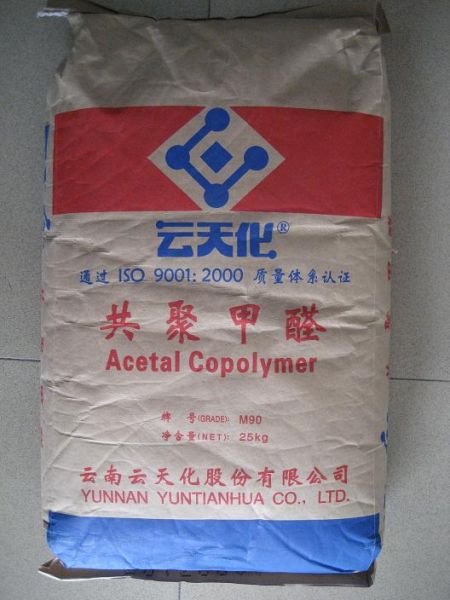 云天化®
通过 ISO 9001:2000 质量体系认证
共聚甲醛
Acetal Copolymer
牌 号(GRADE): M90
净含量(NET): 25kg
云南云天化股份有限公司
YUNNAN YUNTIANHUA CO., LTD.